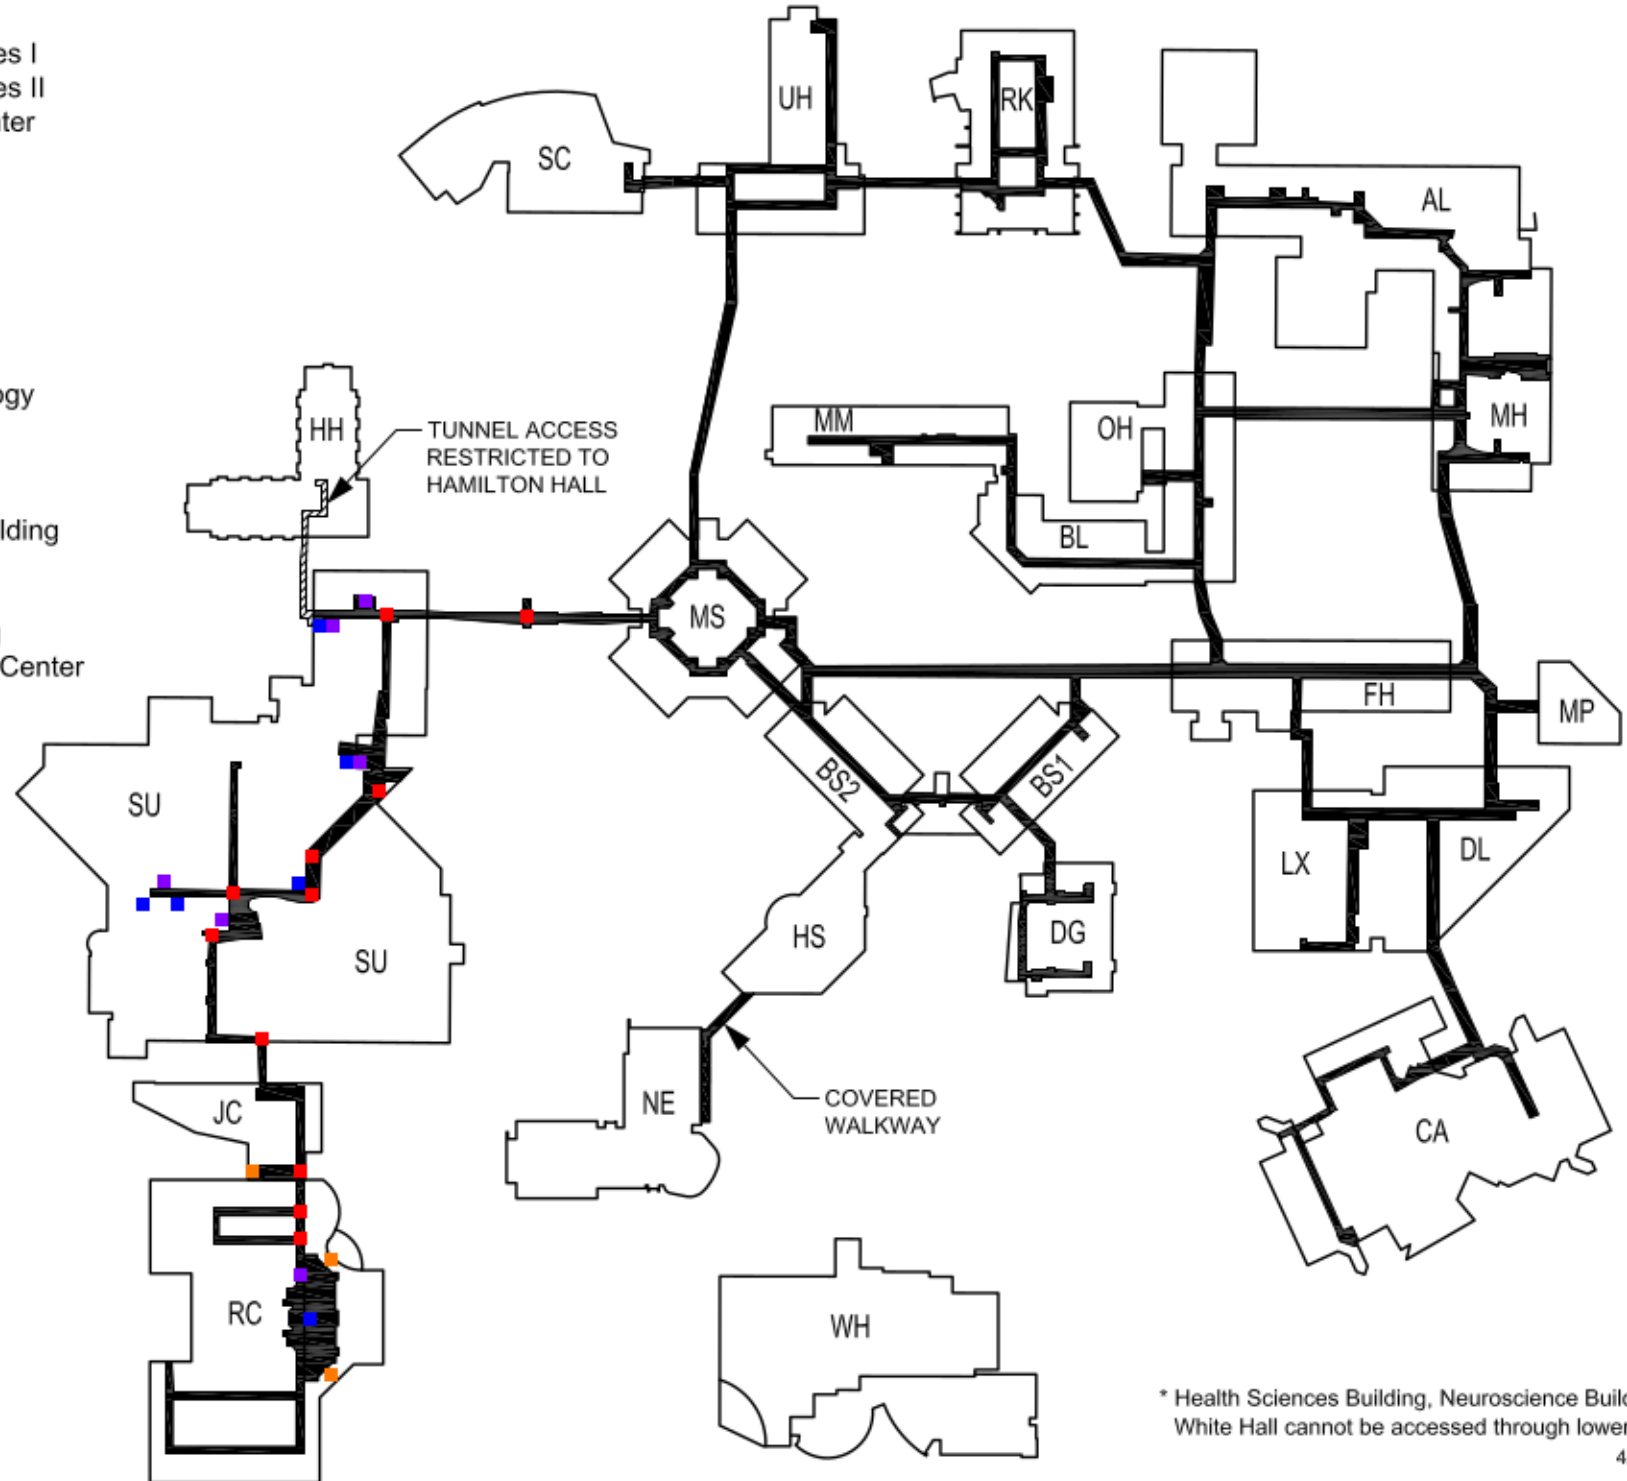 es I
es II
ter
UH
RK
SC
AL
ogy
HH
TUNNEL ACCESS
RESTRICTED TO
HAMILTON HALL
MM
OH
MH
lding
BL
MS
Center
FH
MP
SU
BS2
BS1
LX
DL
HS
DG
SU
JC
NE
COVERED
WALKWAY
CA
RC
WH
* Health Sciences Building, Neuroscience Build
White Hall cannot be accessed through lower
4